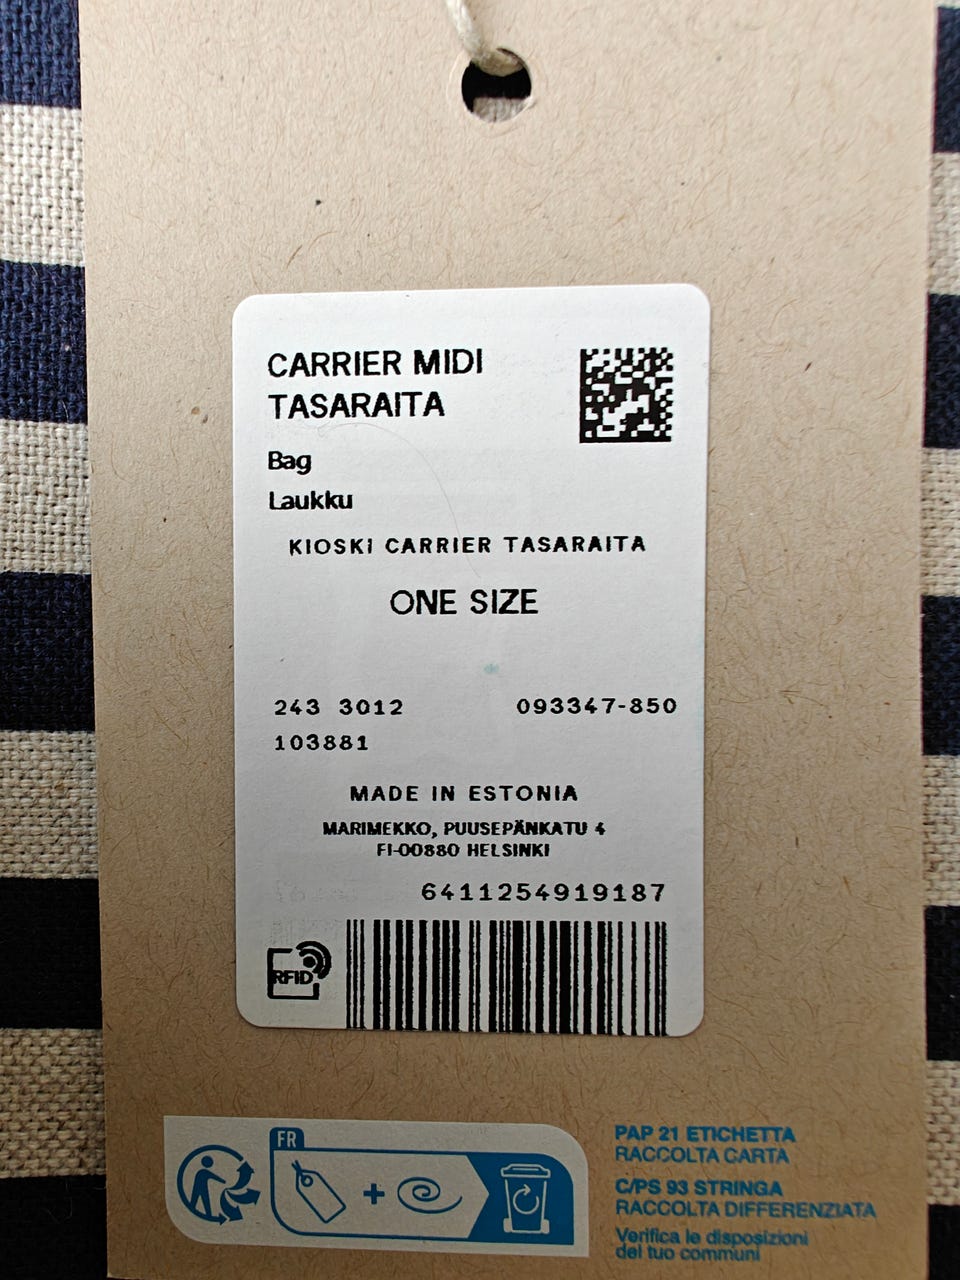 CARRIER MIDI
TASARAITA
Bag
Laukku
KIOSKI CARRIER TASARAITA
ONE SIZE
243 3012 093347-850
103881
MADE IN ESTONIA
MARIMEKKO, PUUSEPÄNKATU 4
FI-00880 HELSINKI
6411254919187
RFID
FR
PAP 21 ETICHETTA
RACCOLTA CARTA
C/PS 93 STRINGA
RACCOLTA DIFFERENZIATA
Verifica le disposizioni
del tuo communi